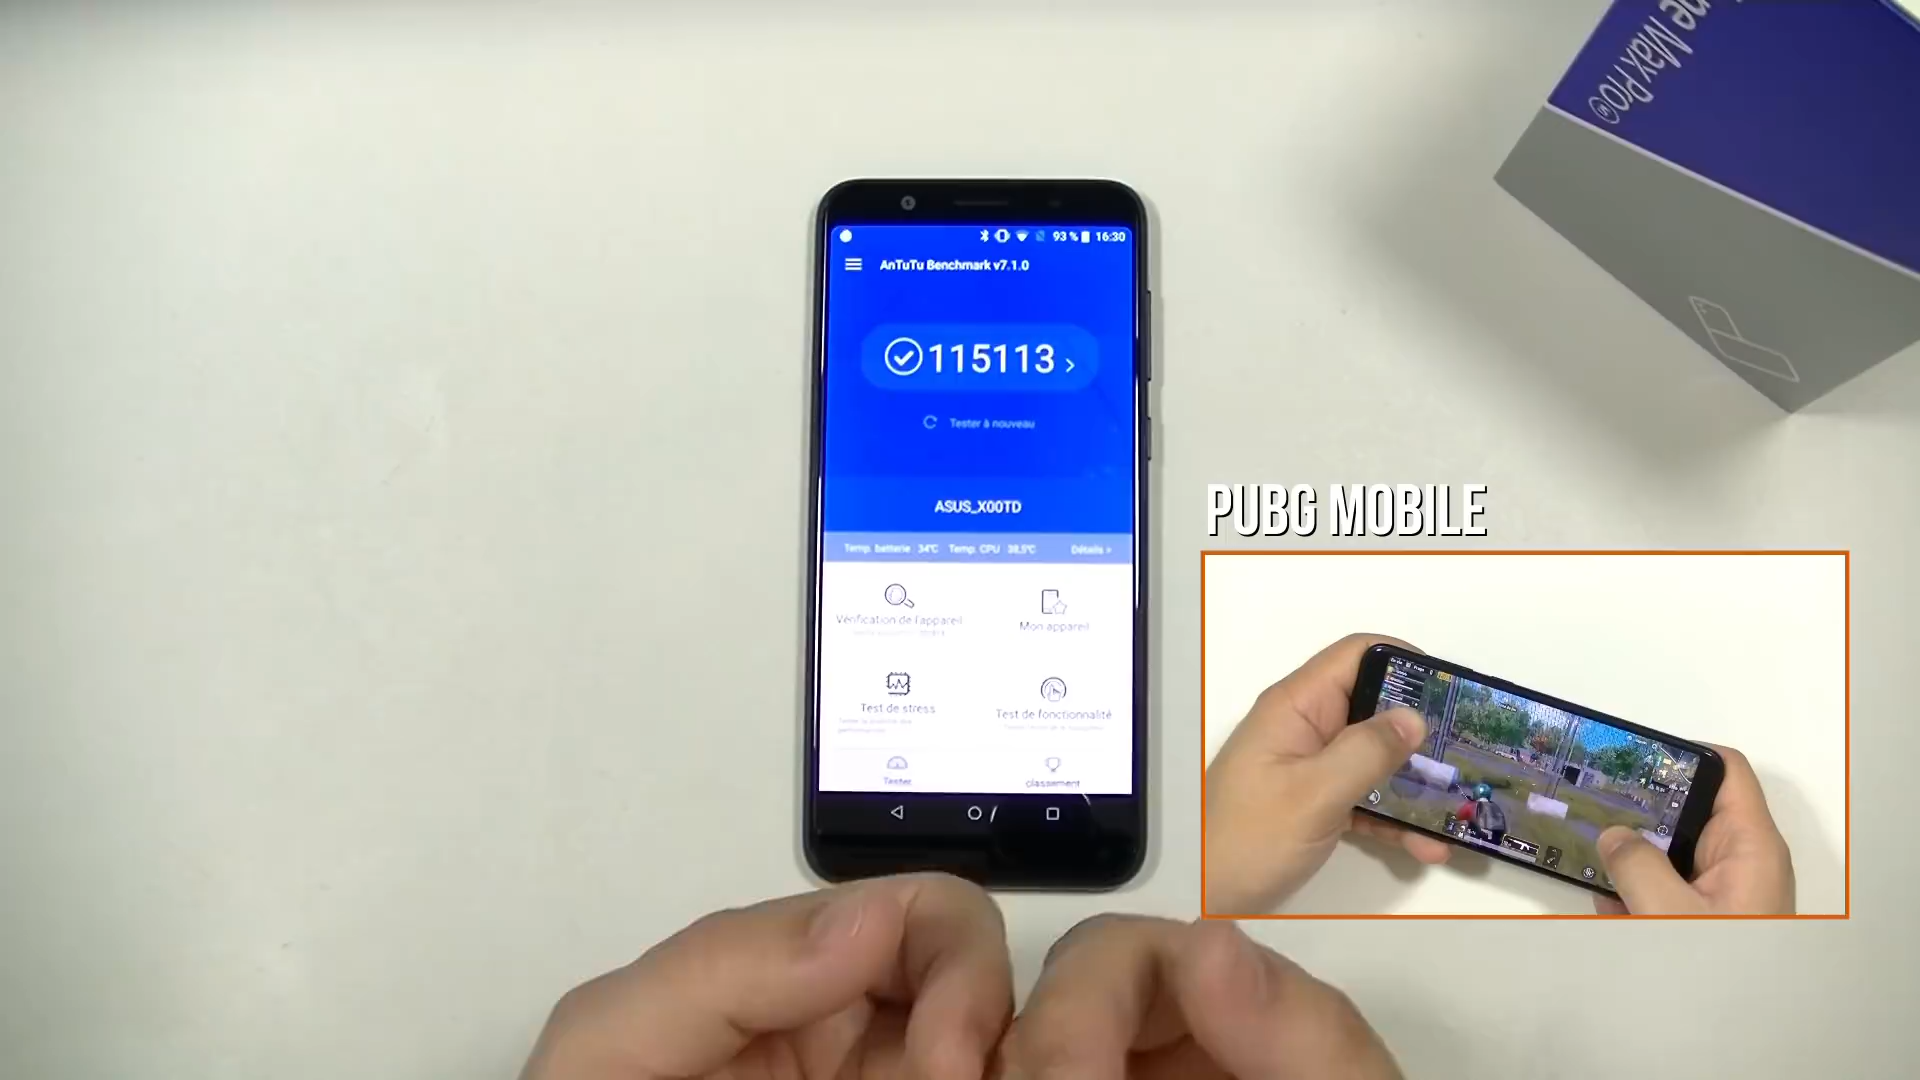 ne Max Pro
93 % 16:30
AnTuTu Benchmark v7.1.0
115113
Tester à nouveau
ASUS_X00TD
Temp. batterie 34℃ Temp. CPU 38,5℃ Détails >
Vérification de l'appareil
Mon appareil
Test de stress
Test de fonctionnalité
Tester
classement
PUBG MOBILE